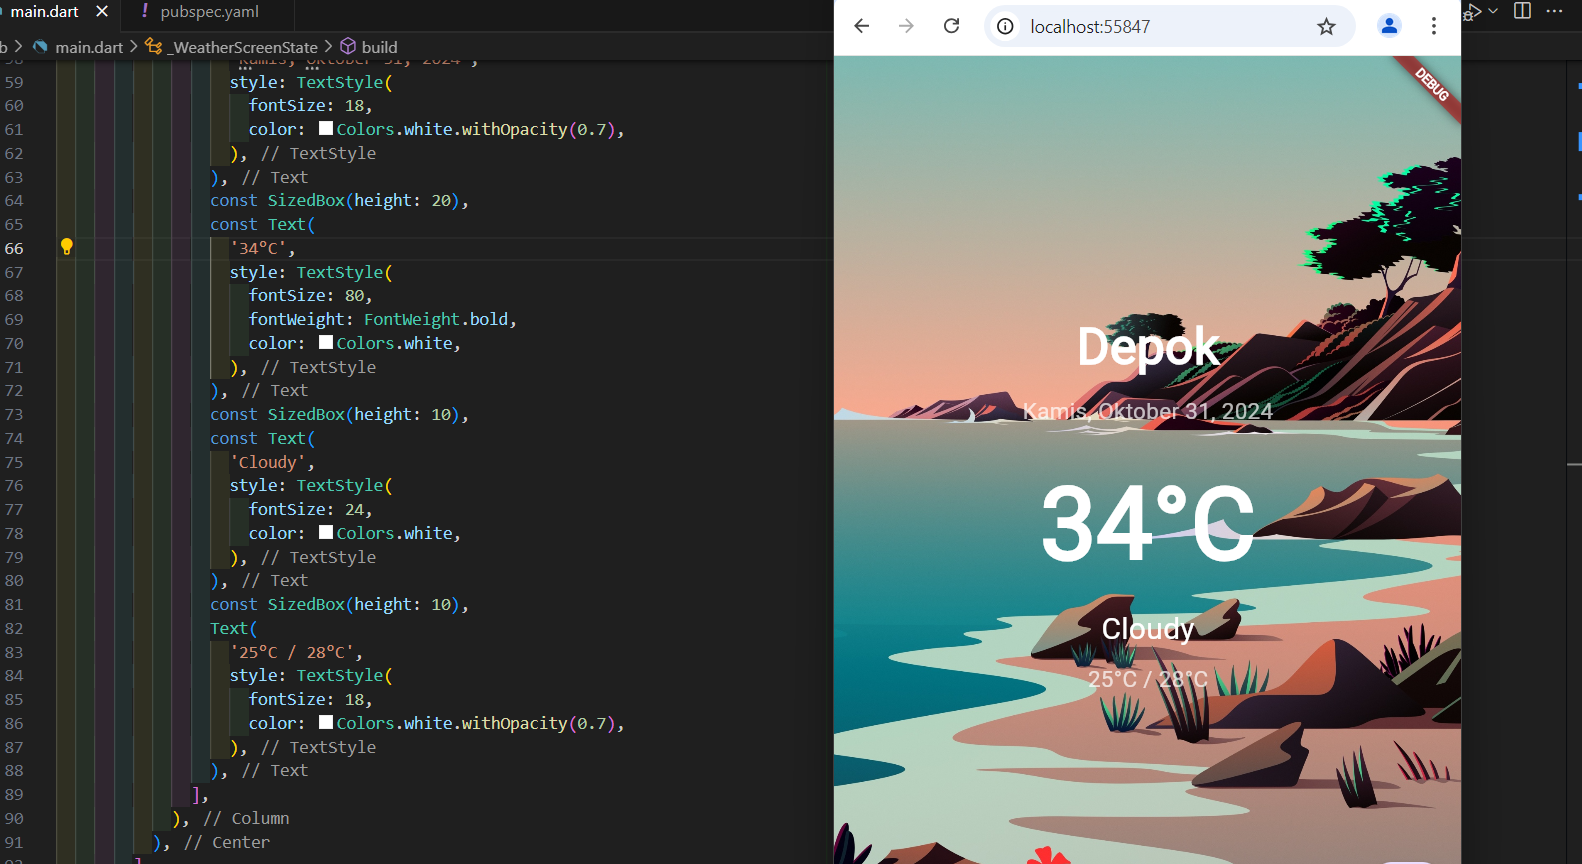 main.dart ✕ ! pubspec.yaml
b > main.dart > _WeatherScreenState > build
'Kamis, Oktober 31, 2024',
59 style: TextStyle(
60 fontSize: 18,
61 color: Colors.white.withOpacity(0.7),
62 ), // TextStyle
63 ), // Text
64 const SizedBox(height: 20),
65 const Text(
66 '34°C',
67 style: TextStyle(
68 fontSize: 80,
69 fontWeight: FontWeight.bold,
70 color: Colors.white,
71 ), // TextStyle
72 ), // Text
73 const SizedBox(height: 10),
74 const Text(
75 'Cloudy',
76 style: TextStyle(
77 fontSize: 24,
78 color: Colors.white,
79 ), // TextStyle
80 ), // Text
81 const SizedBox(height: 10),
82 Text(
83 '25°C / 28°C',
84 style: TextStyle(
85 fontSize: 18,
86 color: Colors.white.withOpacity(0.7),
87 ), // TextStyle
88 ), // Text
89 ],
90 ), // Column
91 ), // Center
]
localhost:55847
DEBUG
Depok
Kamis, Oktober 31, 2024
34°C
Cloudy
25°C / 28°C